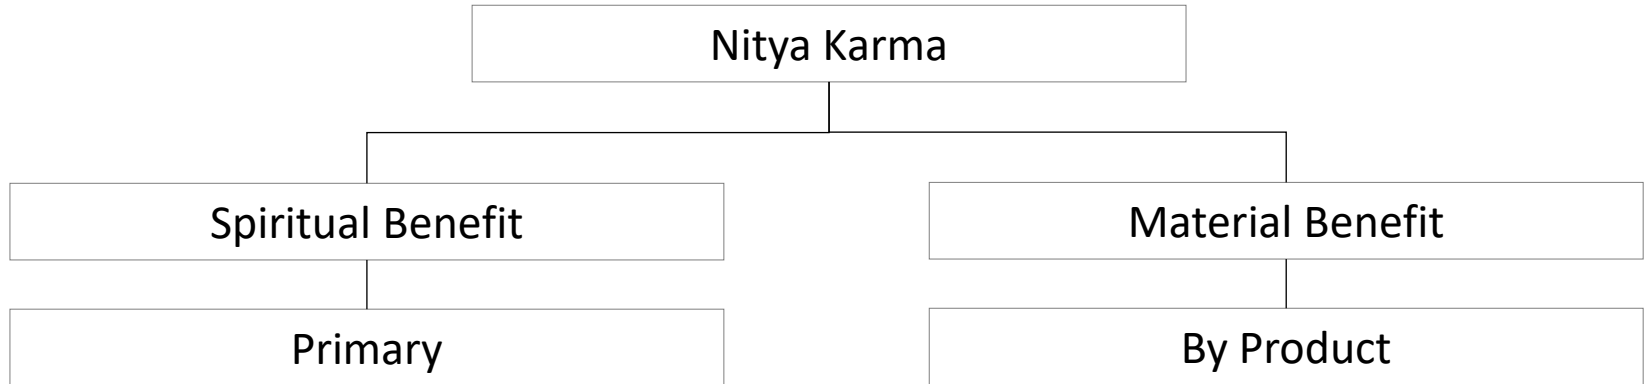 Nitya Karma
Spiritual Benefit
Material Benefit
Primary
By Product